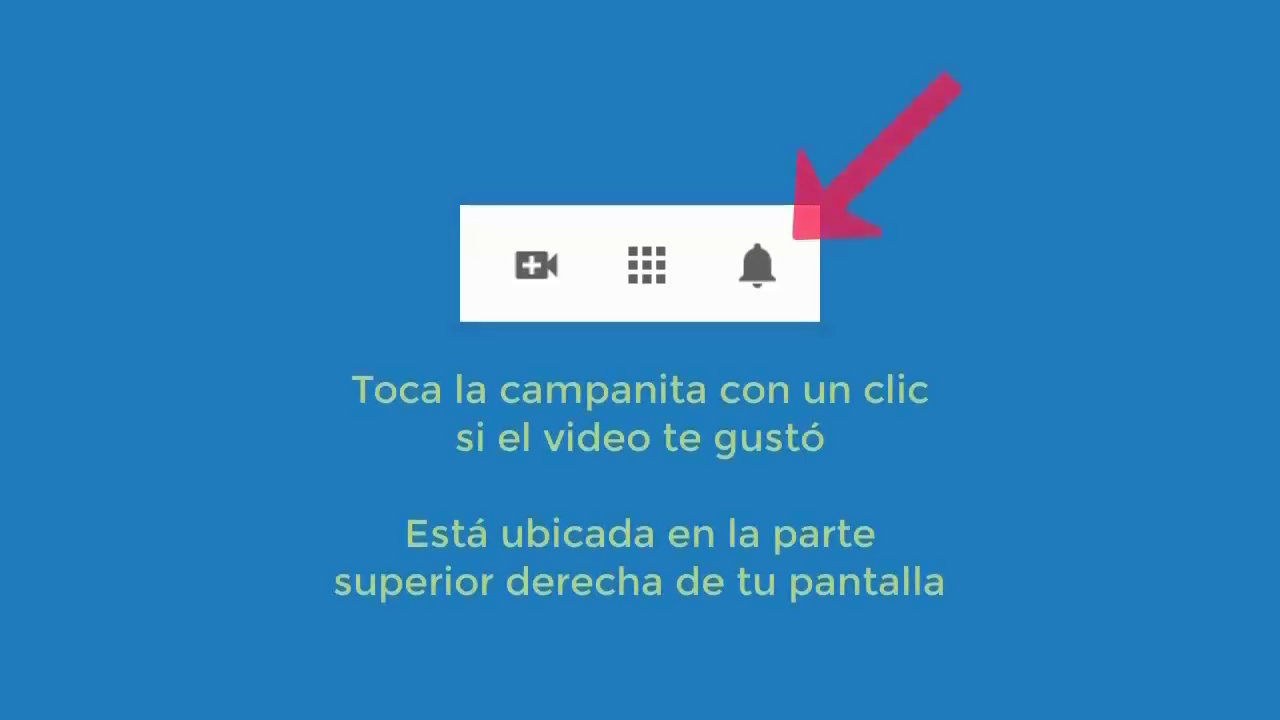 Toca la campanita con un clic
si el video te gustó
Está ubicada en la parte
superior derecha de tu pantalla